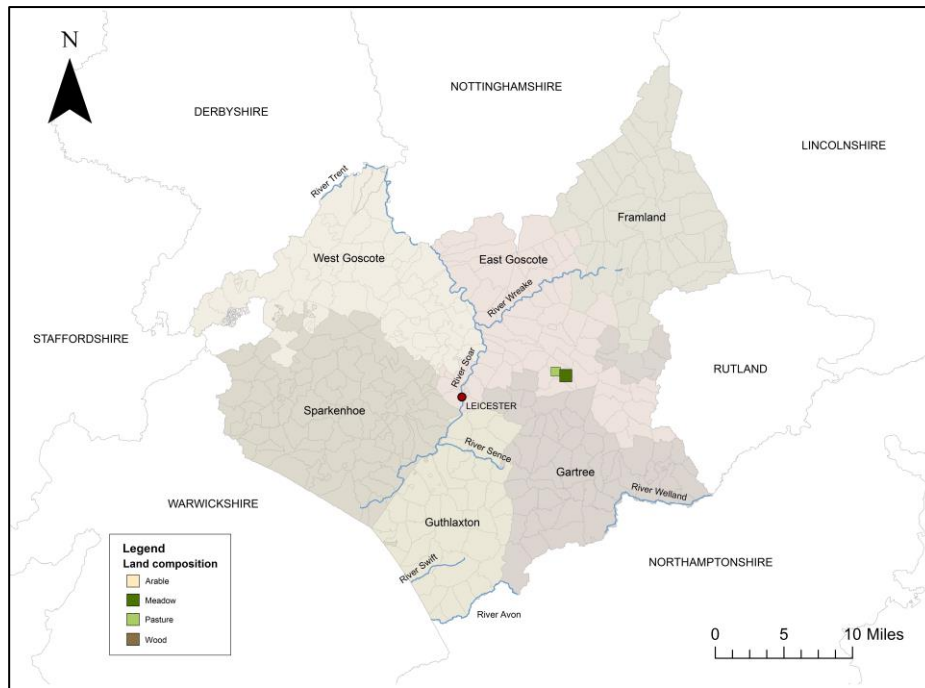 N
NOTTINGHAMSHIRE
DERBYSHIRE
LINCOLNSHIRE
River Trent
Framland
West Goscote
East Goscote
River Wreake
STAFFORDSHIRE
River Soar
RUTLAND
Sparkenhoe
LEICESTER
River Sence
Gartree
River Welland
WARWICKSHIRE
Guthlaxton
River Swift
NORTHAMPTONSHIRE
River Avon
Legend
Land composition
Arable
Meadow
Pasture
Wood
0 5 10 Miles